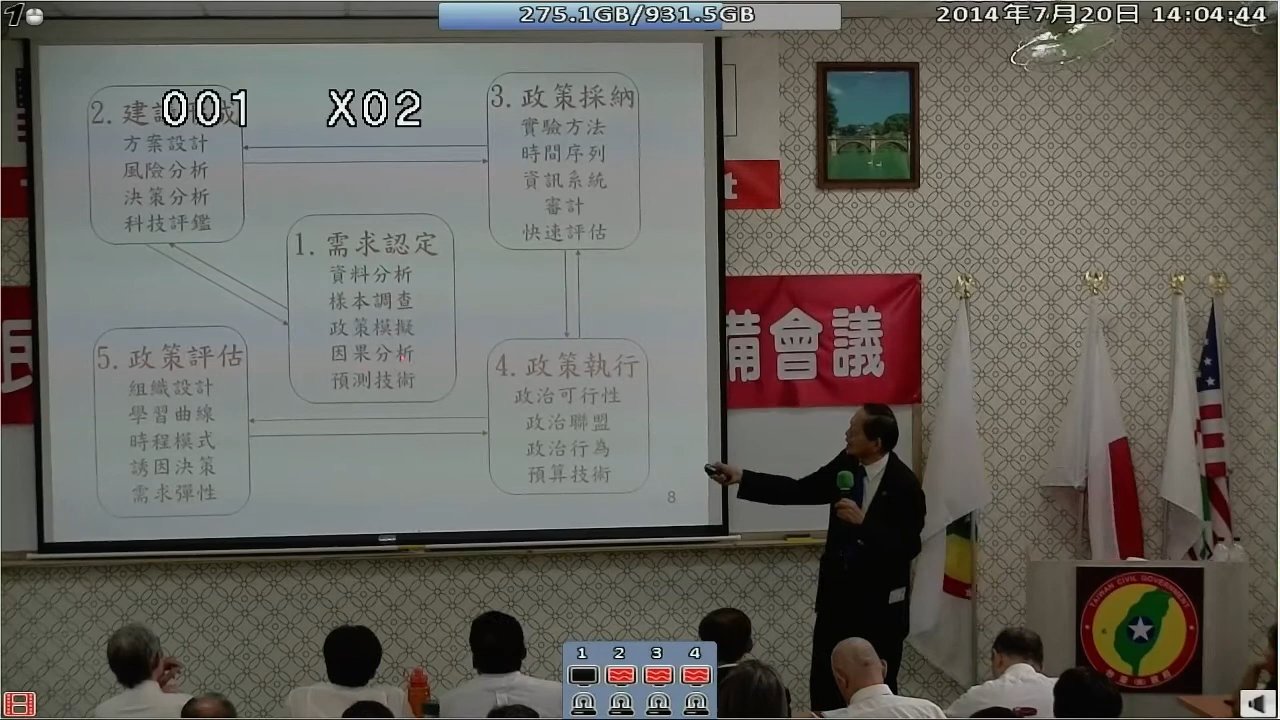 275.1GB/931.5GB
2014年7月20日 14:04:44
001 X02
2. 建
方案設計
風險分析
決策分析
科技評鑑
3. 政策採納
實驗方法
時間序列
資訊系統
審計
快速評估
1. 需求認定
資料分析
樣本調查
政策模擬
因果分析
預測技術
5. 政策評估
組織設計
學習曲線
時程模式
誘因決策
需求彈性
4. 政策執行
政治可行性
政治聯盟
政治行為
預算技術
8
t
民
備會議
TAIWAN CIVIL GOVERNMENT
1 2 3 4